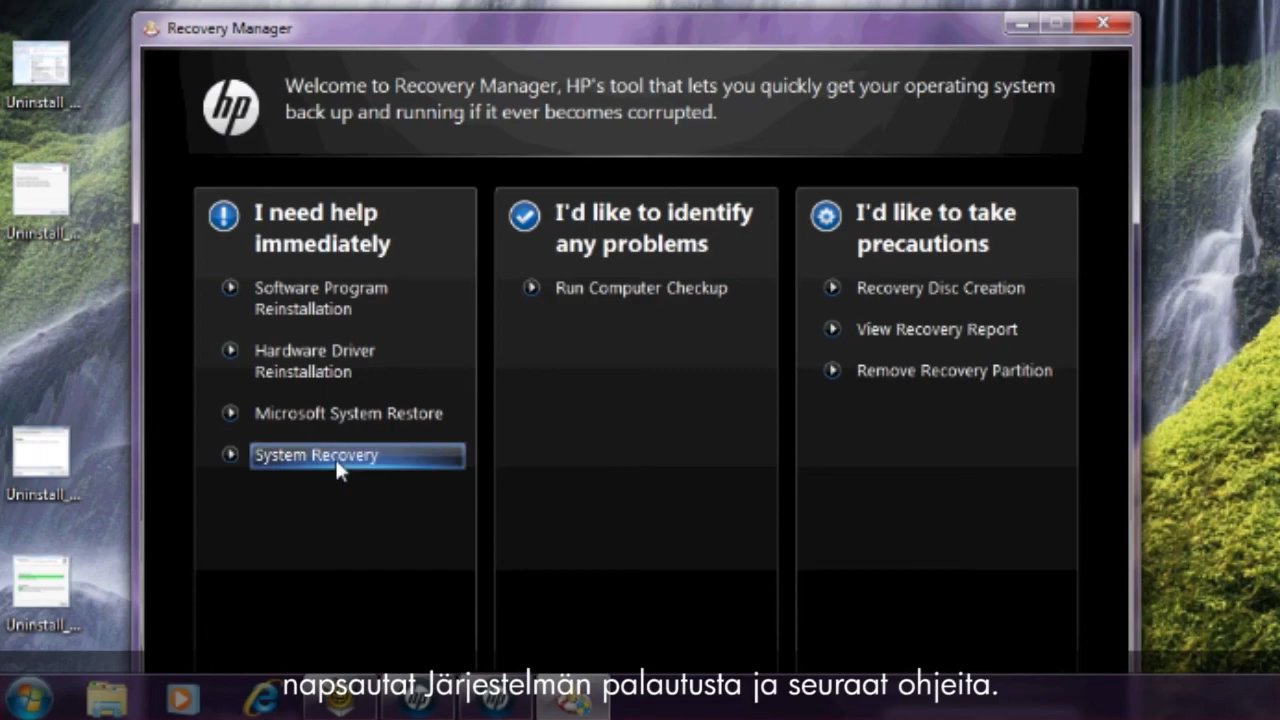 Recovery Manager
hp
Welcome to Recovery Manager, HP's tool that lets you quickly get your operating system
back up and running if it ever becomes corrupted.
I need help
immediately
Software Program
Reinstallation
Hardware Driver
Reinstallation
Microsoft System Restore
System Recovery
I'd like to identify
any problems
Run Computer Checkup
I'd like to take
precautions
Recovery Disc Creation
View Recovery Report
Remove Recovery Partition
Uninstall_...
Uninstall_...
Uninstall_...
Uninstall_...
napsautat Järjestelmän palautusta ja seuraat ohjeita.